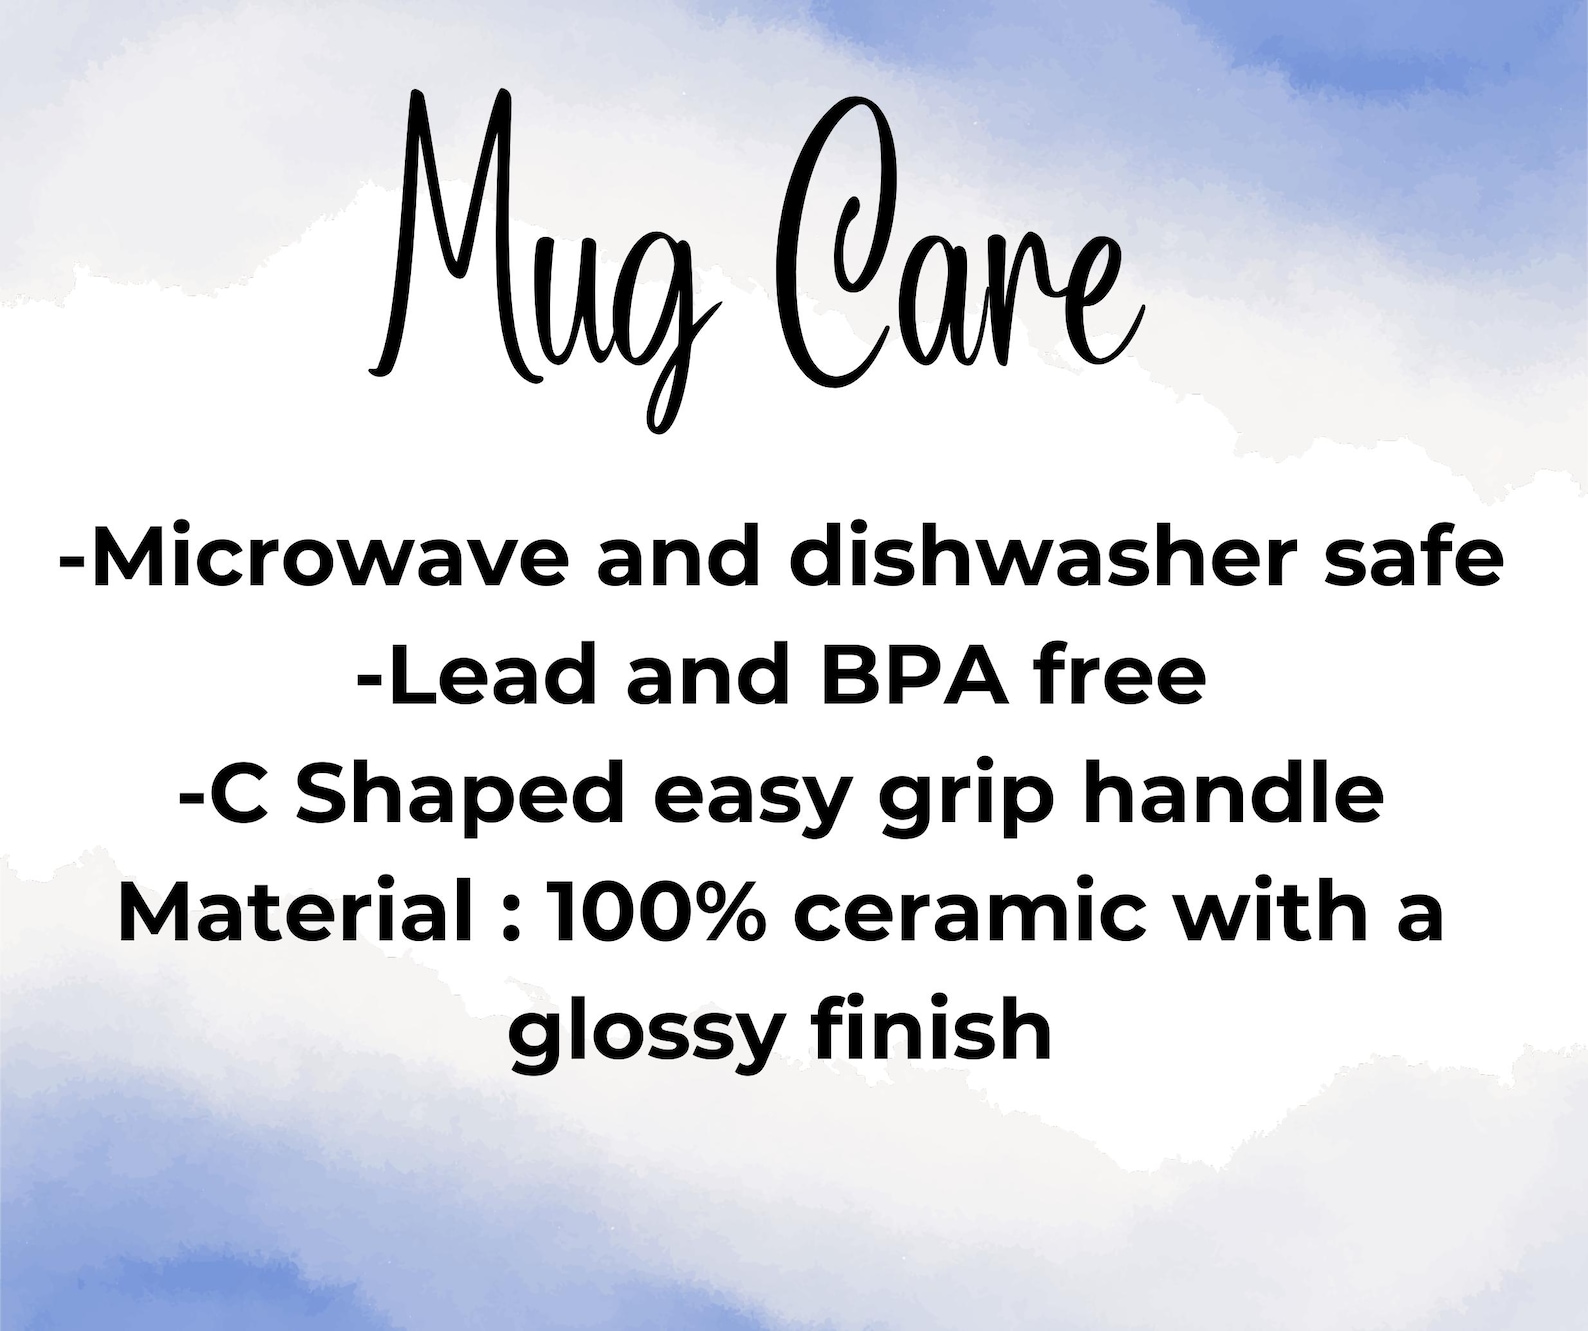 Mug Care
-Microwave and dishwasher safe
-Lead and BPA free
-C Shaped easy grip handle
Material : 100% ceramic with a
glossy finish